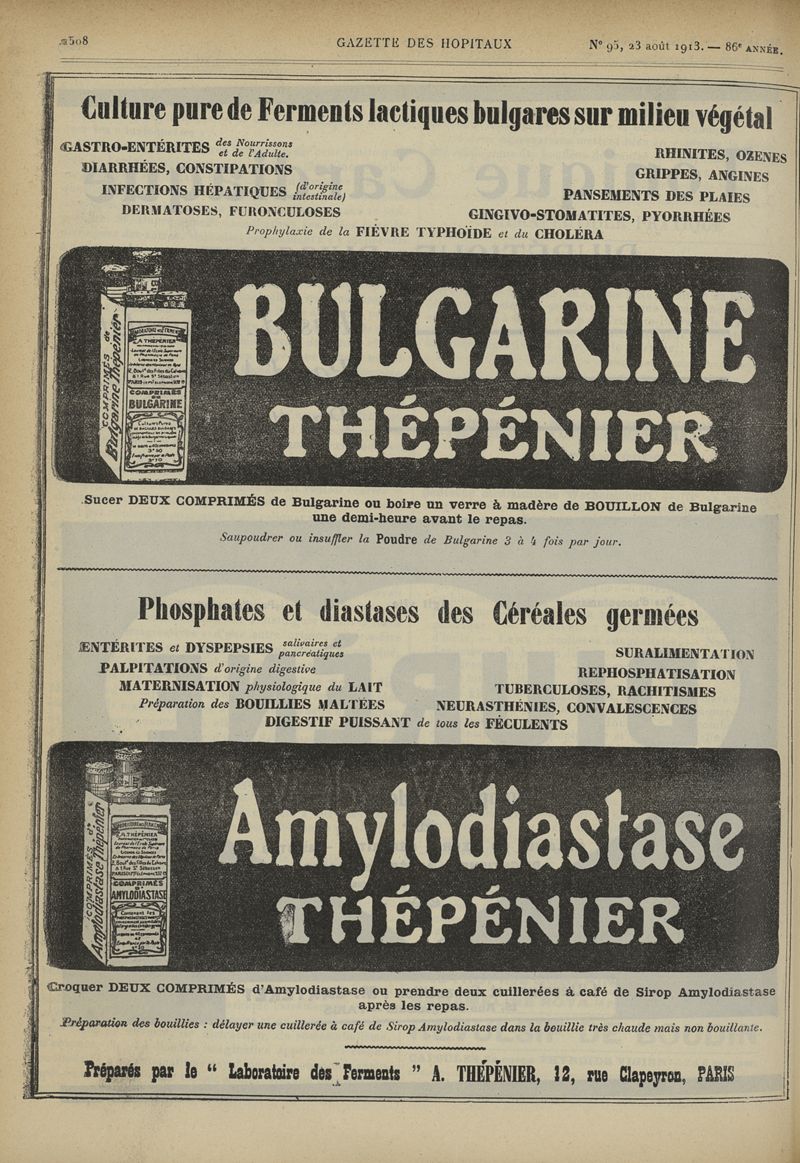 508
GAZETTE DES HOPITAUX
N° 95, 23 août 1913. — 86e ANNÉE.
Culture pure de Ferments lactiques bulgares sur milieu végétal
GASTRO-ENTÉRITES des Nourrissons et de l'Adulte.
RHINITES, OZENES
DIARRHÉES, CONSTIPATIONS
GRIPPES, ANGINES
INFECTIONS HÉPATIQUES (d'origine intestinale)
PANSEMENTS DES PLAIES
DERMATOSES, FURONCULOSES
GINGIVO-STOMATITES, PYORRHÉES
Prophylaxie de la FIÈVRE TYPHOÏDE et du CHOLÉRA
COMPRIMÉS de
Bulgarine Thépénier
A. THÉPÉNIER
COMPRIMÉS
DE
BULGARINE
BULGARINE
THÉPÉNIER
Sucer DEUX COMPRIMÉS de Bulgarine ou boire un verre à madère de BOUILLON de Bulgarine
une demi-heure avant le repas.
Saupoudrer ou insuffler la Poudre de Bulgarine 3 à 4 fois par jour.
Phosphates et diastases des Céréales germées
ENTÉRITES et DYSPEPSIES salivaires et pancréatiques
SURALIMENTATION
PALPITATIONS d'origine digestive
REPHOSPHATISATION
MATERNISATION physiologique du LAIT
TUBERCULOSES, RACHITISMES
Préparation des BOUILLIES MALTÉES
NEURASTHÉNIES, CONVALESCENCES
DIGESTIF PUISSANT de tous les FÉCULENTS
COMPRIMÉS d'
Amylodiastase Thépénier
A. THÉPÉNIER
COMPRIMÉS
D'
AMYLODIASTASE
Amylodiastase
THÉPÉNIER
Croquer DEUX COMPRIMÉS d'Amylodiastase ou prendre deux cuillerées à café de Sirop Amylodiastase
après les repas.
Préparation des bouillies : délayer une cuillerée à café de Sirop Amylodiastase dans la bouillie très chaude mais non bouillante.
Préparés par le " Laboratoire des Ferments " A. THÉPÉNIER, 12, rue Clapeyron, PARIS